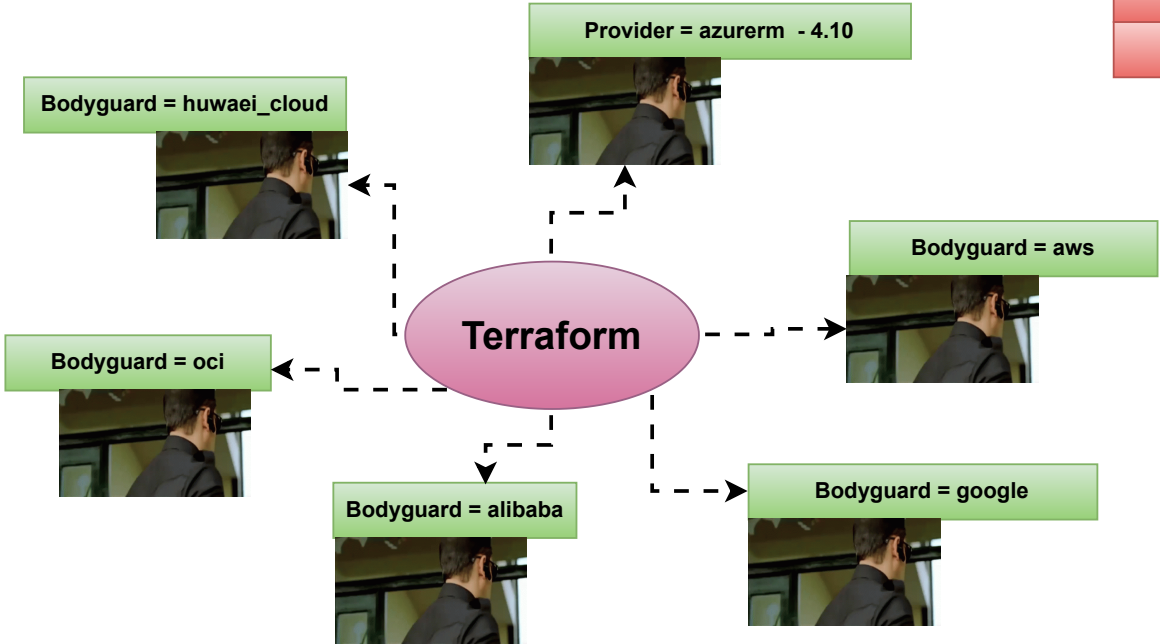 Provider = azurerm - 4.10
Bodyguard = huwaei_cloud
Bodyguard = aws
Terraform
Bodyguard = oci
Bodyguard = google
Bodyguard = alibaba